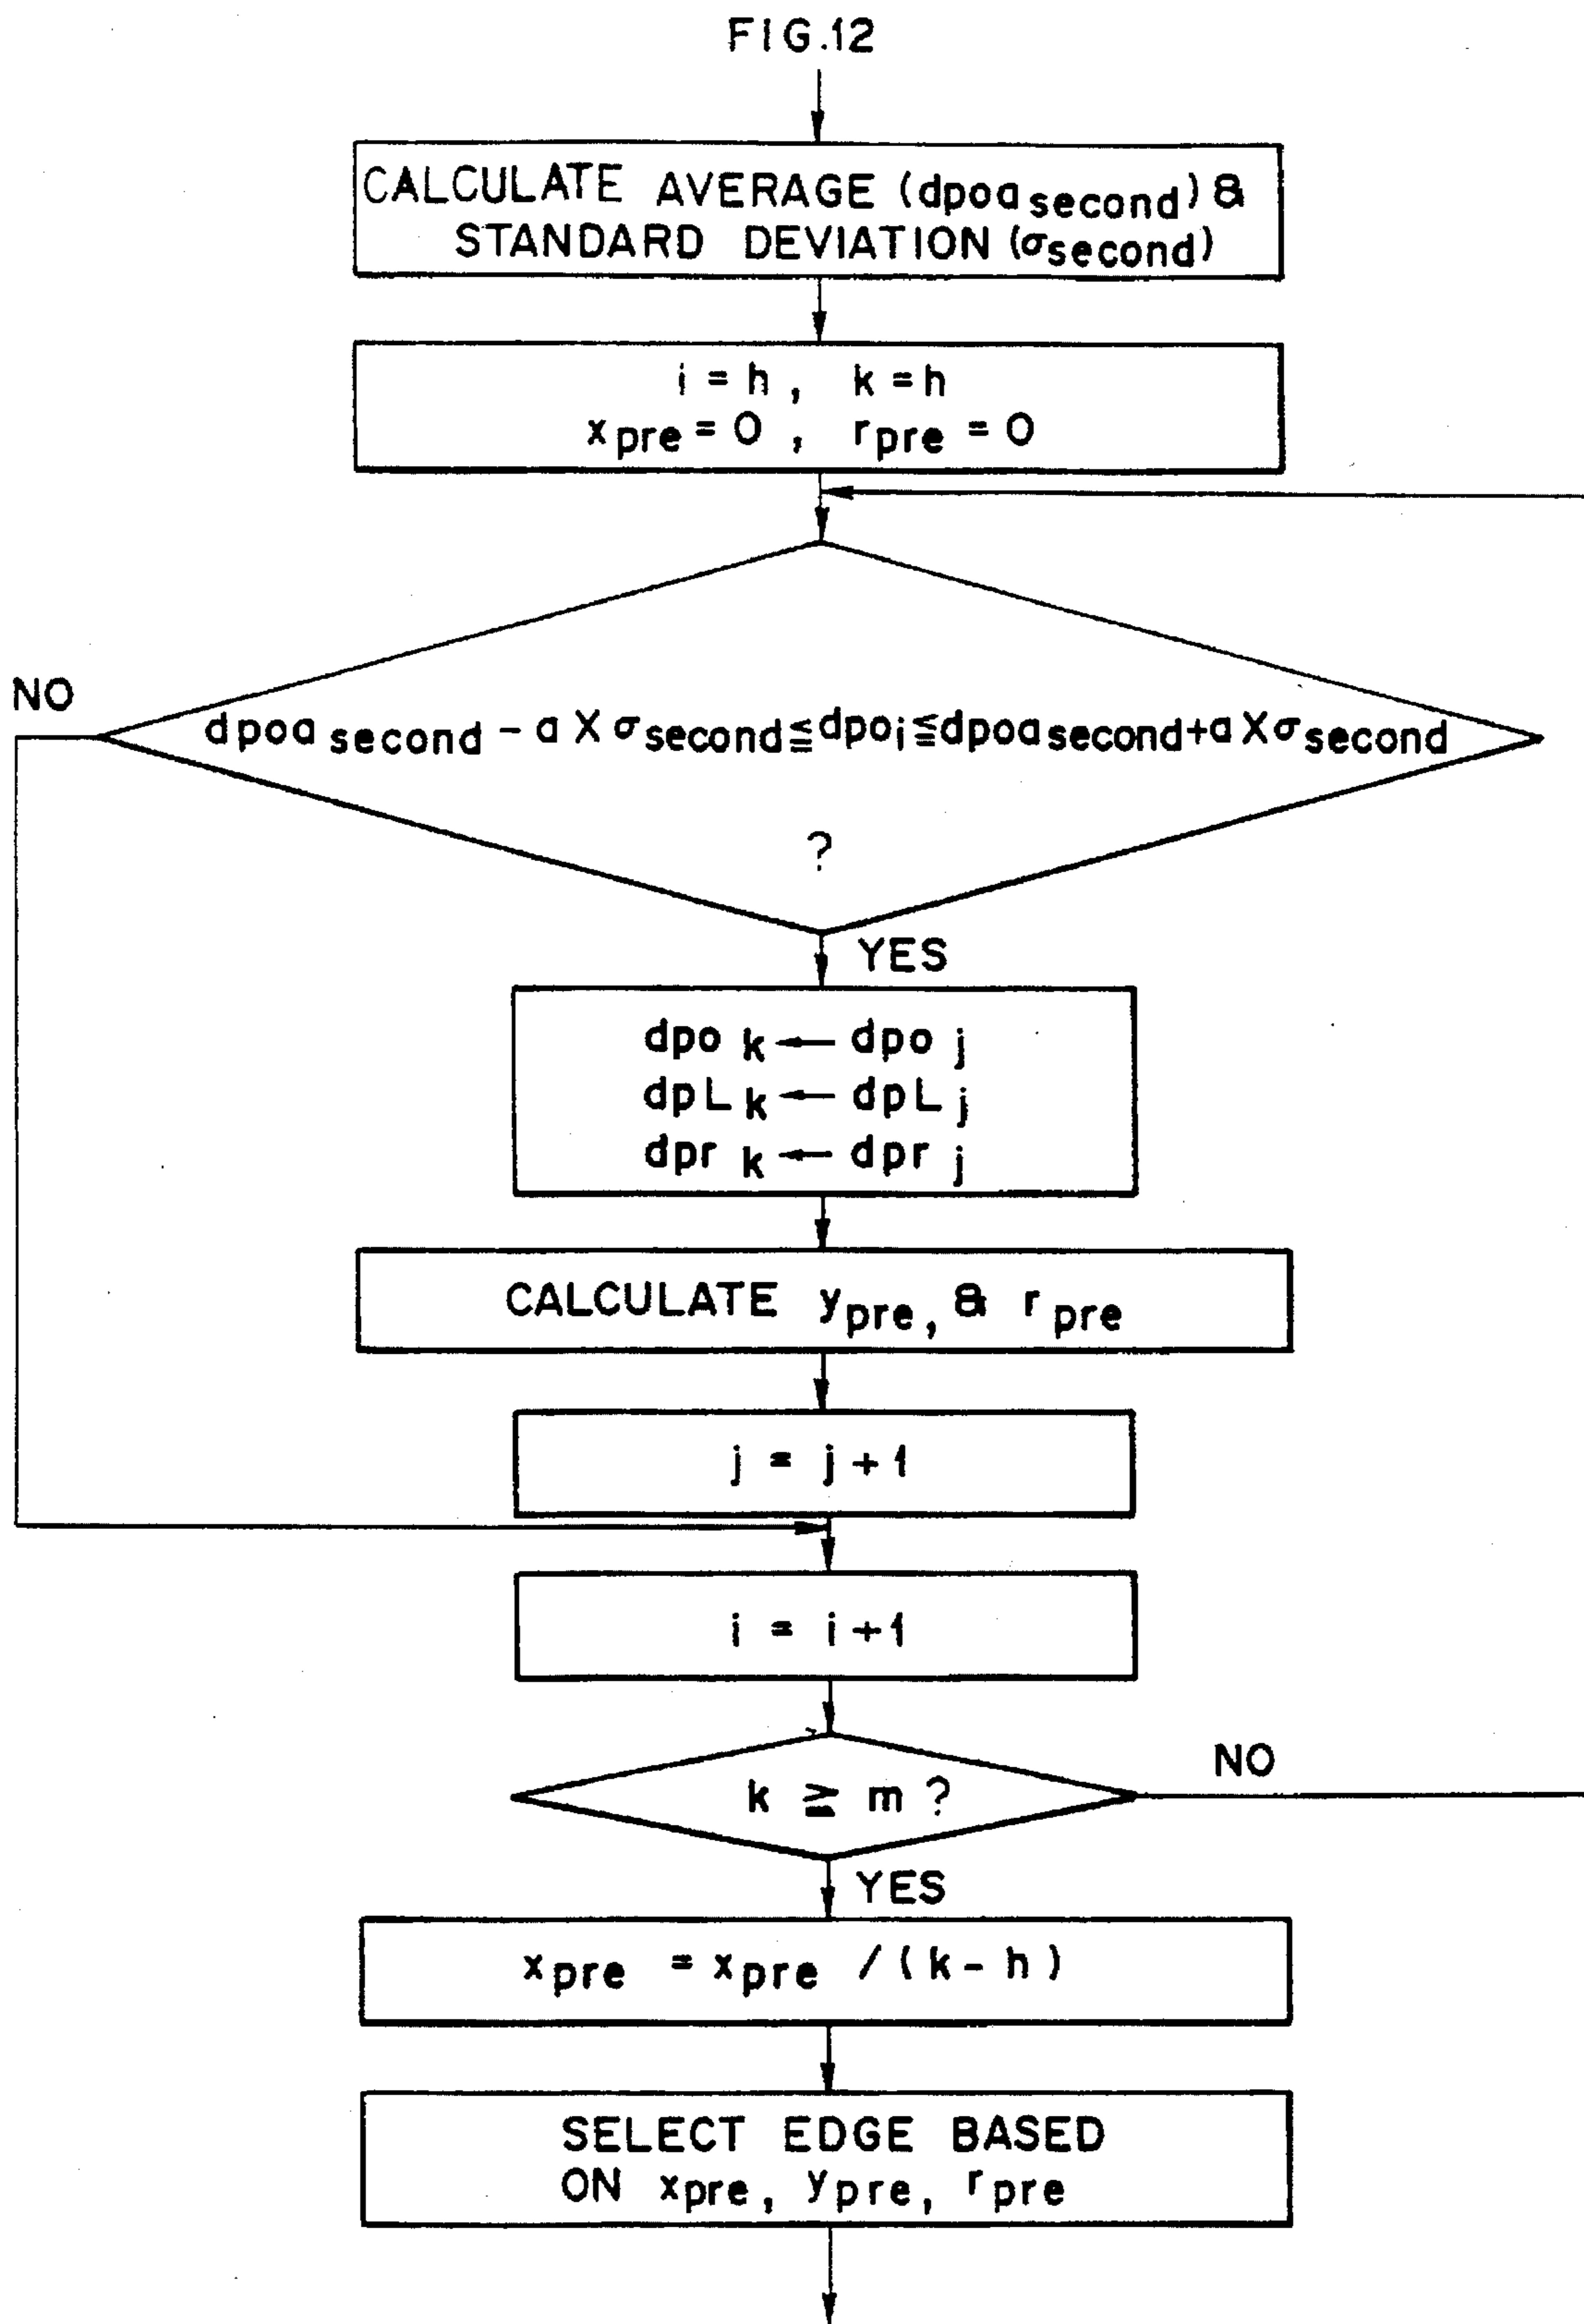 FIG.12
CALCULATE AVERAGE (dpoa second) &
STANDARD DEVIATION (σsecond)
i = h , k = h
xpre = 0 , rpre = 0
NO
dpoa second - a X σsecond ≦ dpoi ≦ dpoasecond + a X σsecond
?
YES
dpo k ← dpo j
dpL k ← dpL j
dpr k ← dpr j
CALCULATE ypre, & rpre
j = j + 1
i = i + 1
k ≧ m ?
NO
YES
xpre = xpre / (k - h)
SELECT EDGE BASED
ON xpre, ypre, rpre